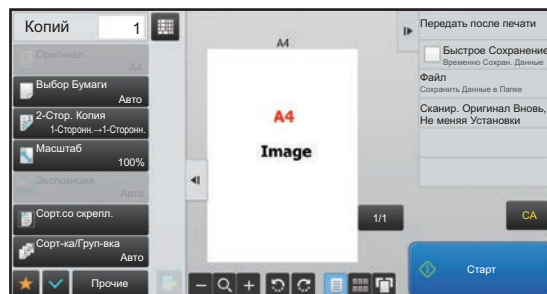 Копий
1
Оригинал
A4
Выбор Бумаги
Авто
2-Стор. Копия
1-Сторонн.→1-Сторонн.
Масштаб
100%
Экспозиция
Авто
Сорт.со скрепл.
Сорт-ка/Груп-вка
Авто
Прочие
A4
A4
Image
1/1
Передать после печати
Быстрое Сохранение
Временно Сохран. Данные
Файл
Сохранить Данные в Папке
Сканир. Оригинал Вновь,
Не меняя Установки
CA
Старт